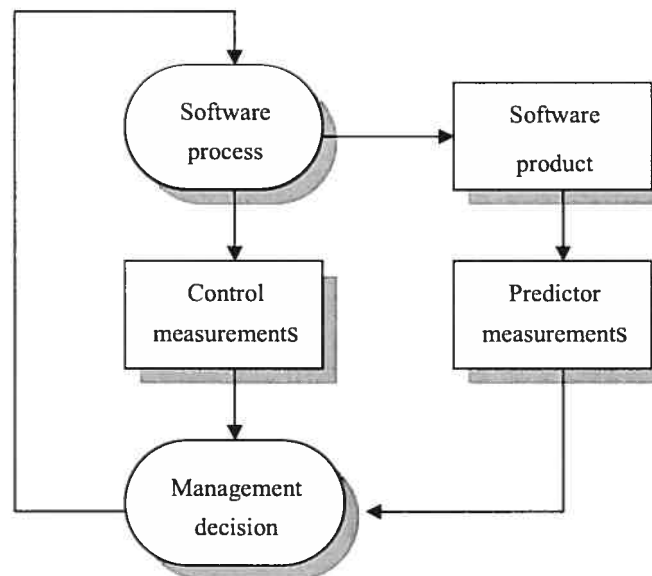 Software
process
Software
product
Control
measurements
Predictor
measurements
Management
decision